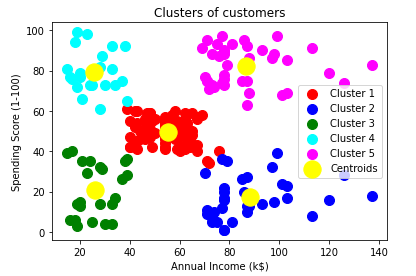 Clusters of customers
Spending Score (1-100)
100
80
60
40
20
0
Cluster 1
Cluster 2
Cluster 3
Cluster 4
Cluster 5
Centroids
20 40 60 80 100 120 140
Annual Income (k$)